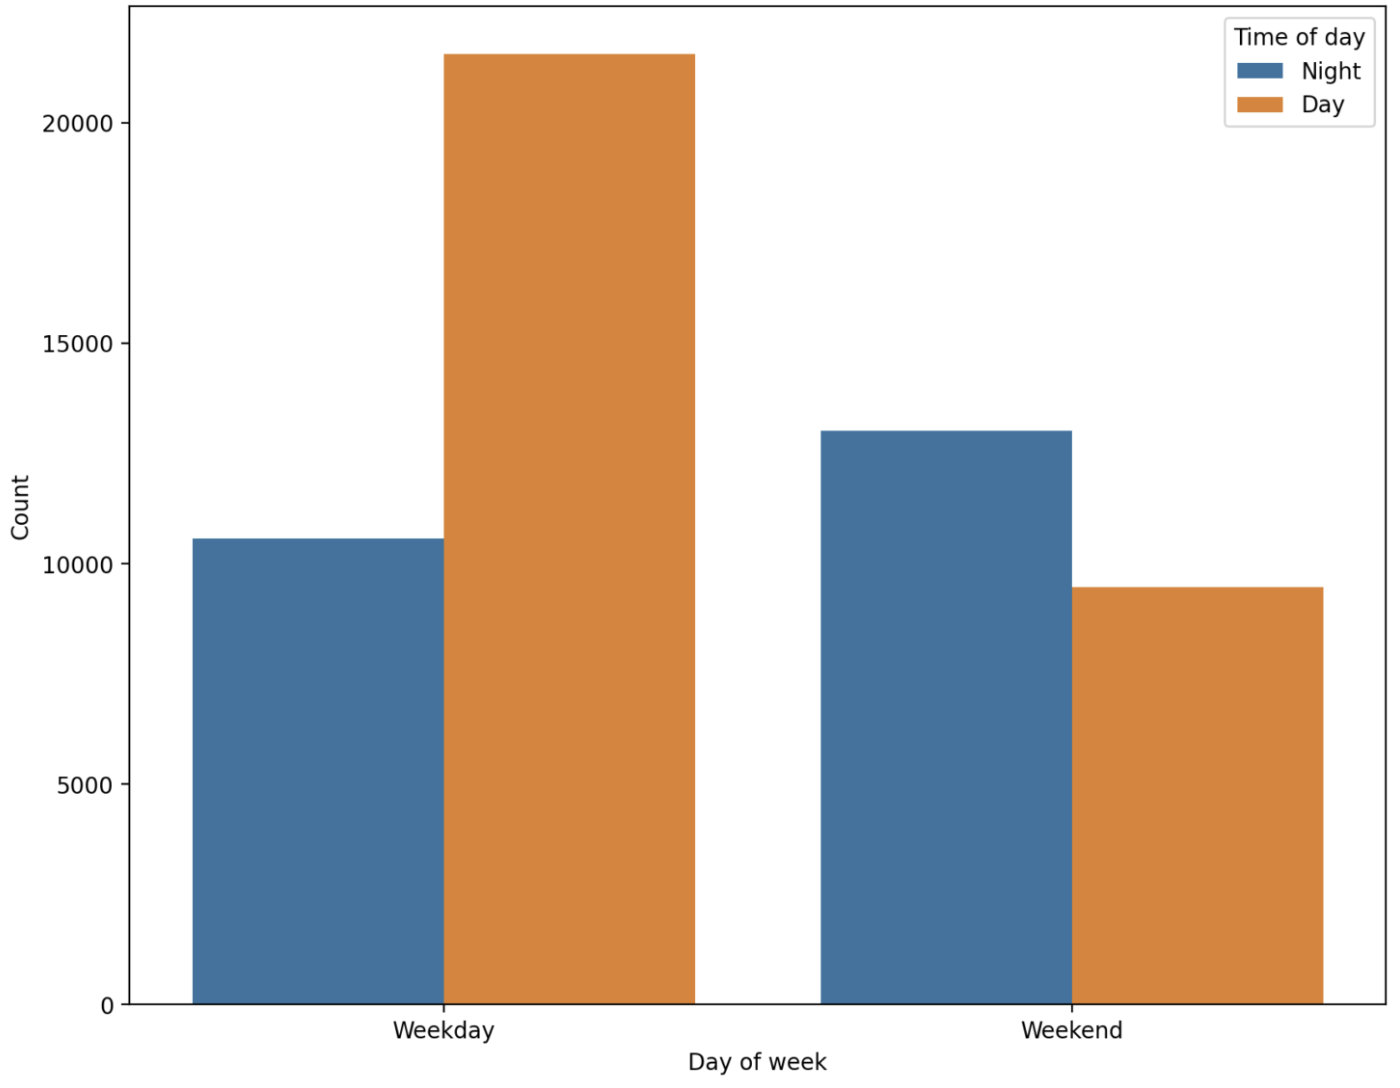 Time of day
Night
Day
20000
15000
10000
5000
0
Count
Weekday
Weekend
Day of week